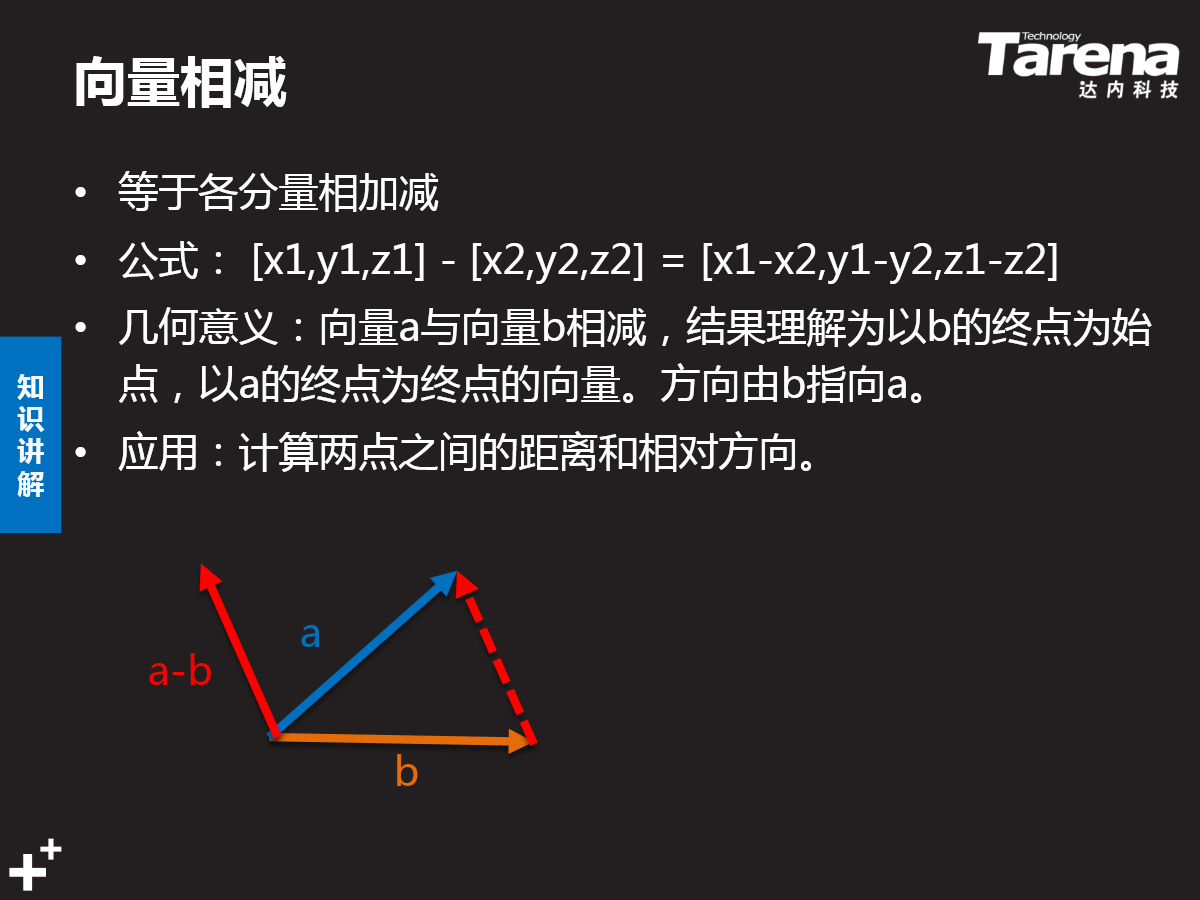 向量相减
Technology
Tarena
达内科技
• 等于各分量相加减
• 公式： [x1,y1,z1] - [x2,y2,z2] = [x1-x2,y1-y2,z1-z2]
• 几何意义：向量a与向量b相减，结果理解为以b的终点为始
点，以a的终点为终点的向量。方向由b指向a。
• 应用：计算两点之间的距离和相对方向。
知
识
讲
解
a
a-b
b